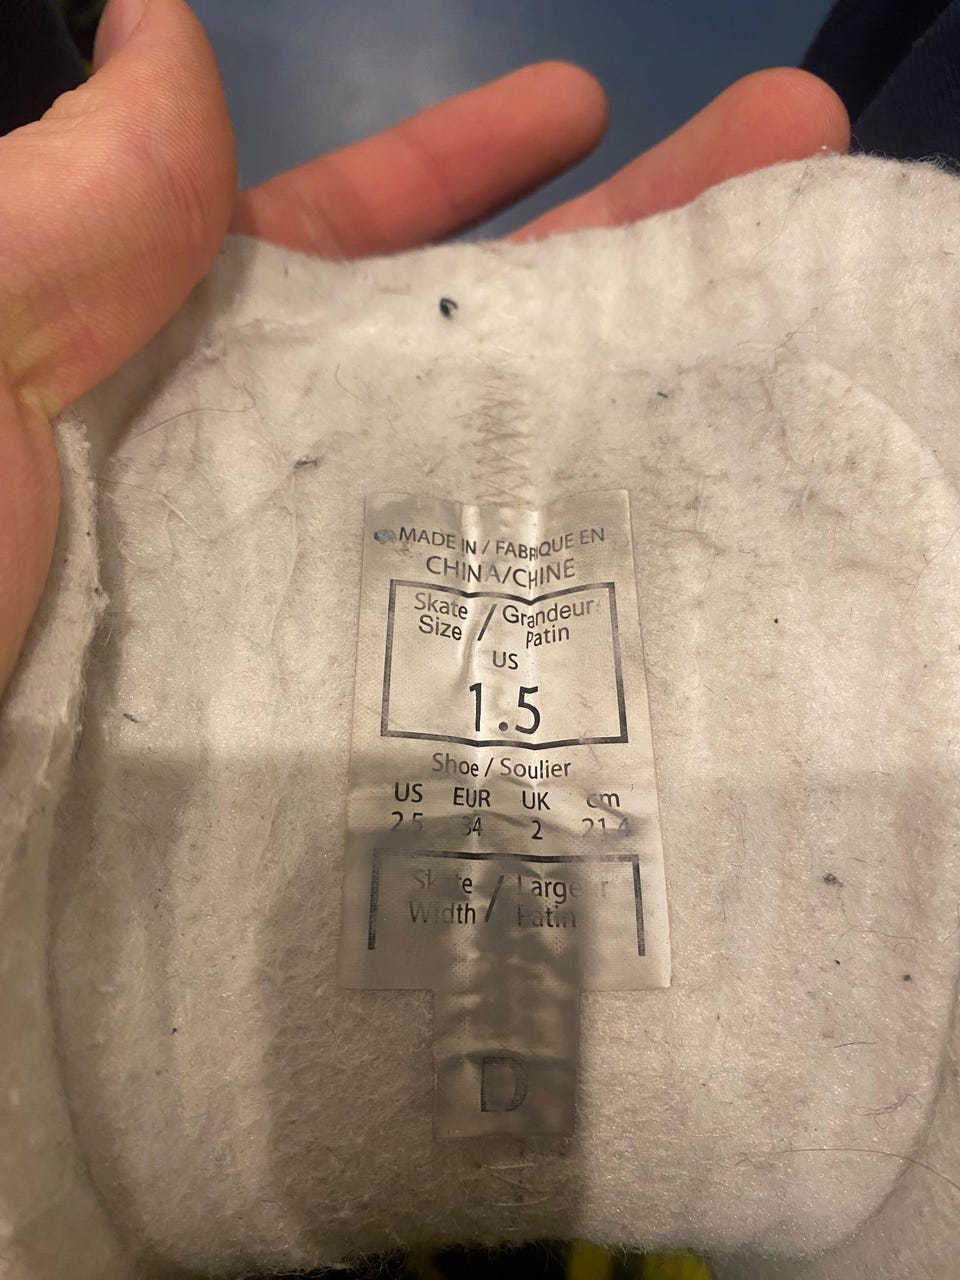 MADE IN / FABRIQUE EN
CHINA/CHINE
Skate Size / Grandeur Patin
US
1.5
Shoe / Soulier
US EUR UK cm
2.5 34 2 21.4
Skate Width / Largeur Patin
D